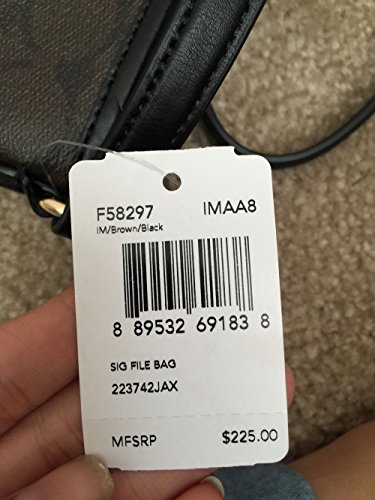 F58297 IMAA8
IM/Brown/Black
8 89532 69183 8
SIG FILE BAG
223742JAX
MFSRP $225.00